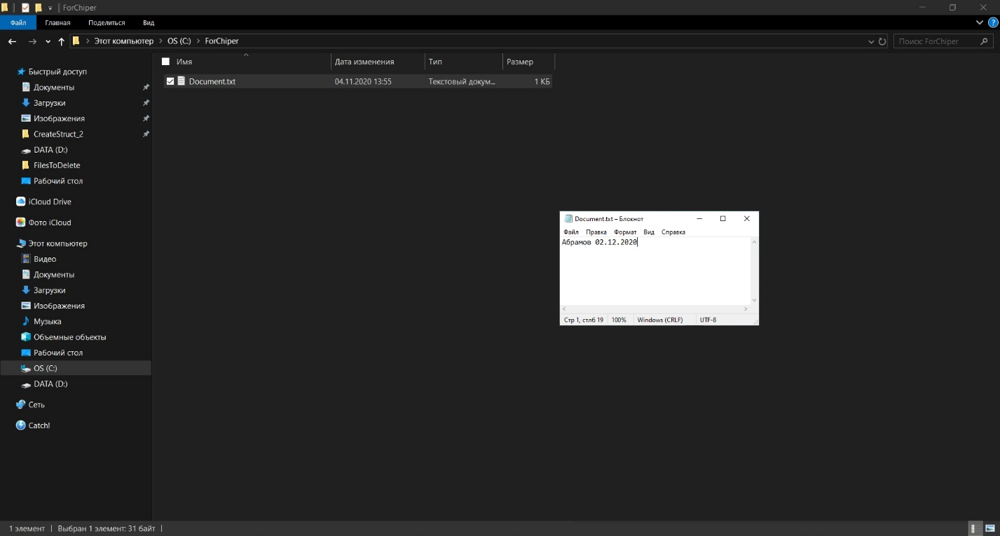 ForChiper
Файл Главная Поделиться Вид
Этот компьютер > OS (C:) > ForChiper
Поиск: ForChiper
Имя Дата изменения Тип Размер
Document.txt 04.11.2020 13:55 Текстовый докум... 1 КБ
Быстрый доступ
Документы
Загрузки
Изображения
CreateStruct_2
DATA (D:)
FilesToDelete
Рабочий стол
iCloud Drive
Фото iCloud
Этот компьютер
Видео
Документы
Загрузки
Изображения
Музыка
Объемные объекты
Рабочий стол
OS (C:)
DATA (D:)
Сеть
Catch!
Document.txt – Блокнот
Файл Правка Формат Вид Справка
Абрамов 02.12.2020
Стр 1, стлб 19 100% Windows (CRLF) UTF-8
1 элемент Выбран 1 элемент: 31 байт